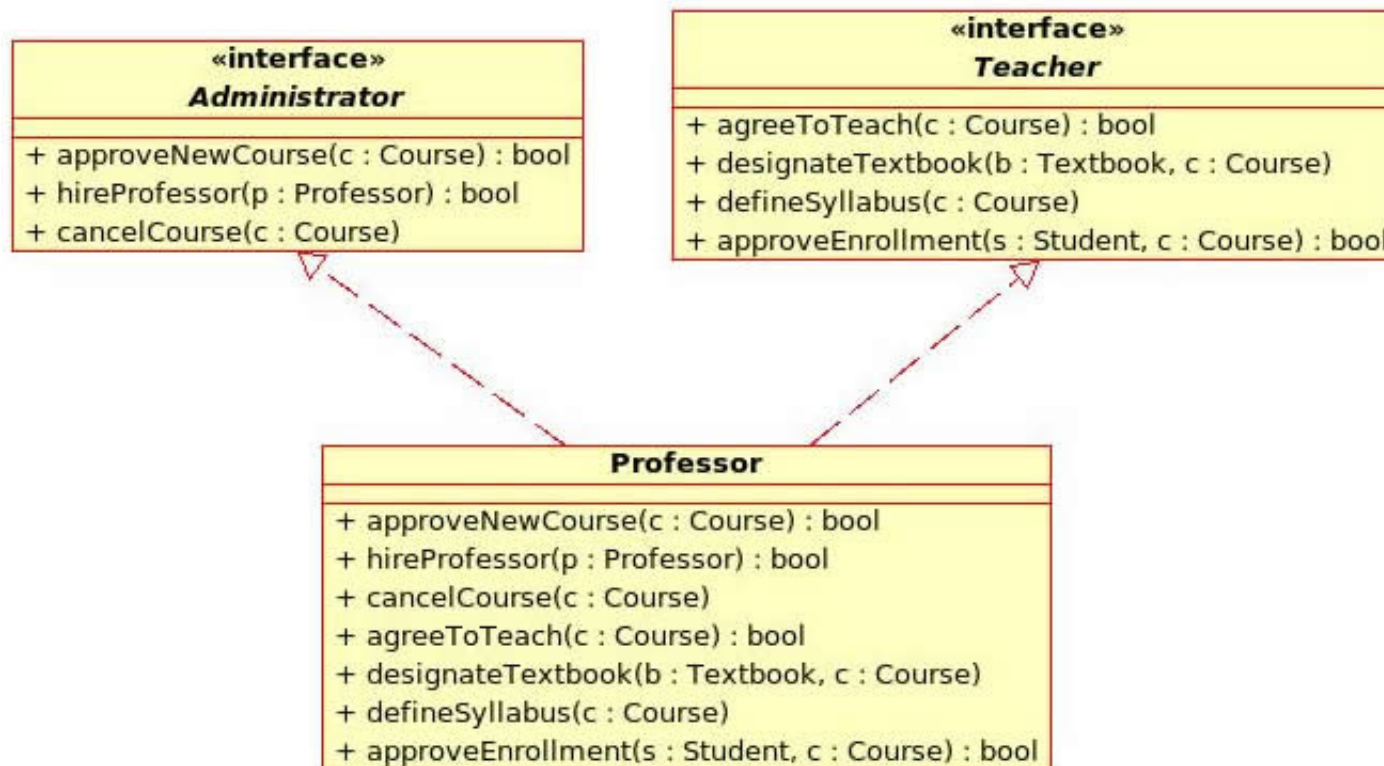 «interface»
Administrator
+ approveNewCourse(c : Course) : bool
+ hireProfessor(p : Professor) : bool
+ cancelCourse(c : Course)
«interface»
Teacher
+ agreeToTeach(c : Course) : bool
+ designateTextbook(b : Textbook, c : Course)
+ defineSyllabus(c : Course)
+ approveEnrollment(s : Student, c : Course) : bool
Professor
+ approveNewCourse(c : Course) : bool
+ hireProfessor(p : Professor) : bool
+ cancelCourse(c : Course)
+ agreeToTeach(c : Course) : bool
+ designateTextbook(b : Textbook, c : Course)
+ defineSyllabus(c : Course)
+ approveEnrollment(s : Student, c : Course) : bool